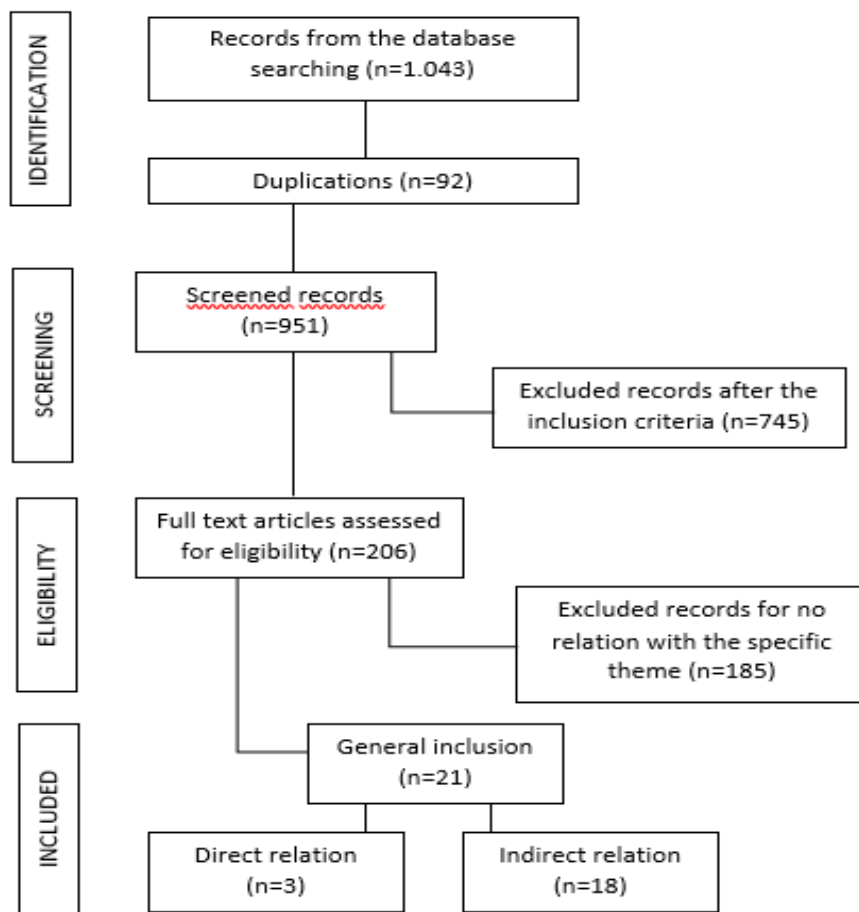 IDENTIFICATION
Records from the database
searching (n=1.043)
Duplications (n=92)
SCREENING
Screened records
(n=951)
Excluded records after the
inclusion criteria (n=745)
ELIGIBILITY
Full text articles assessed
for eligibility (n=206)
Excluded records for no
relation with the specific
theme (n=185)
INCLUDED
General inclusion
(n=21)
Direct relation
(n=3)
Indirect relation
(n=18)